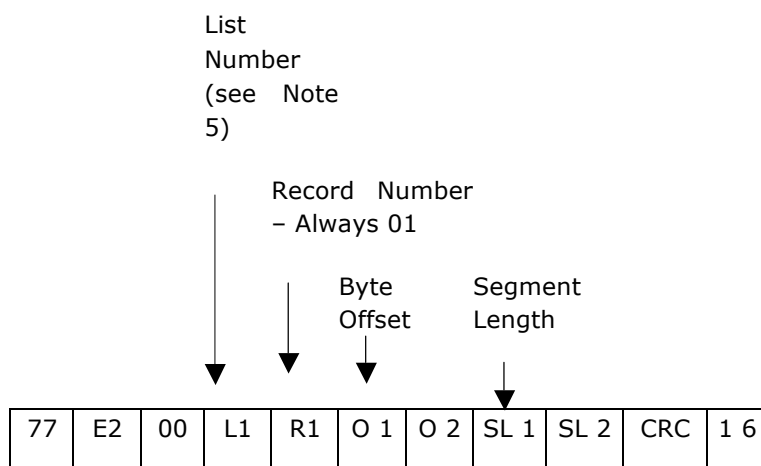 List
Number
(see Note
5)
Record Number
– Always 01
Byte
Offset
Segment
Length
77 E2 00 L1 R1 O 1 O 2 SL 1 SL 2 CRC 1 6